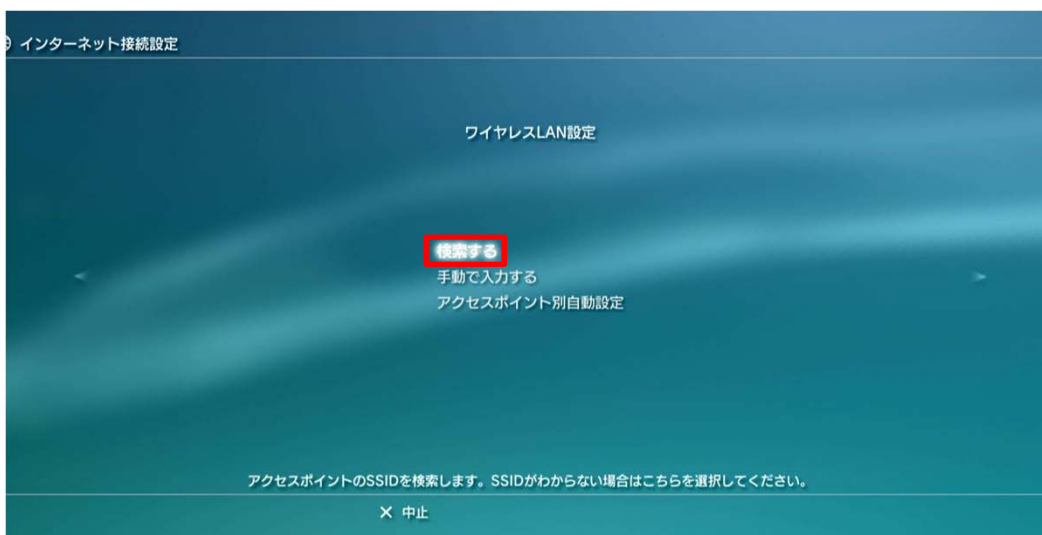 インターネット接続設定
ワイヤレスLAN設定
検索する
手動で入力する
アクセスポイント別自動設定
アクセスポイントのSSIDを検索します。SSIDがわからない場合はこちらを選択してください。
✕ 中止